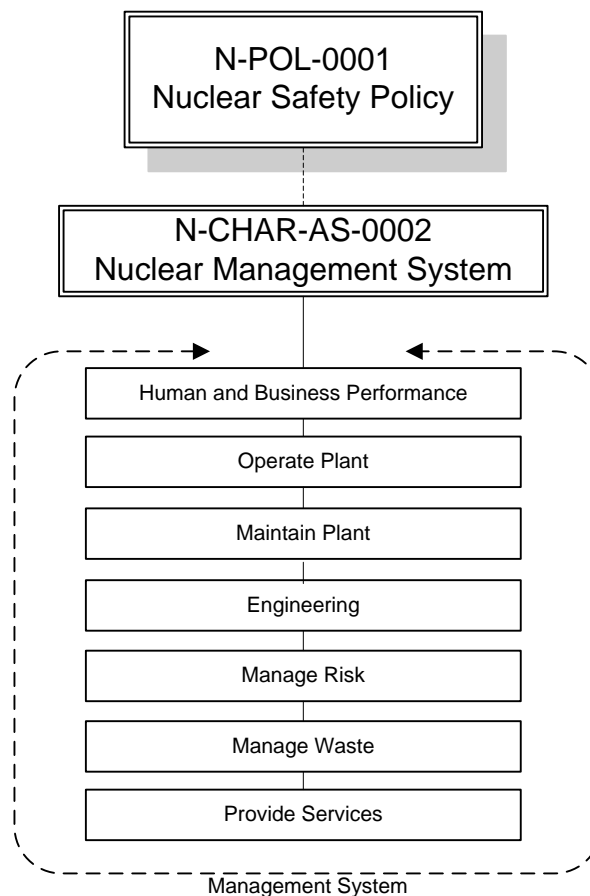 N-POL-0001
Nuclear Safety Policy
N-CHAR-AS-0002
Nuclear Management System
Human and Business Performance
Operate Plant
Maintain Plant
Engineering
Manage Risk
Manage Waste
Provide Services
Management System